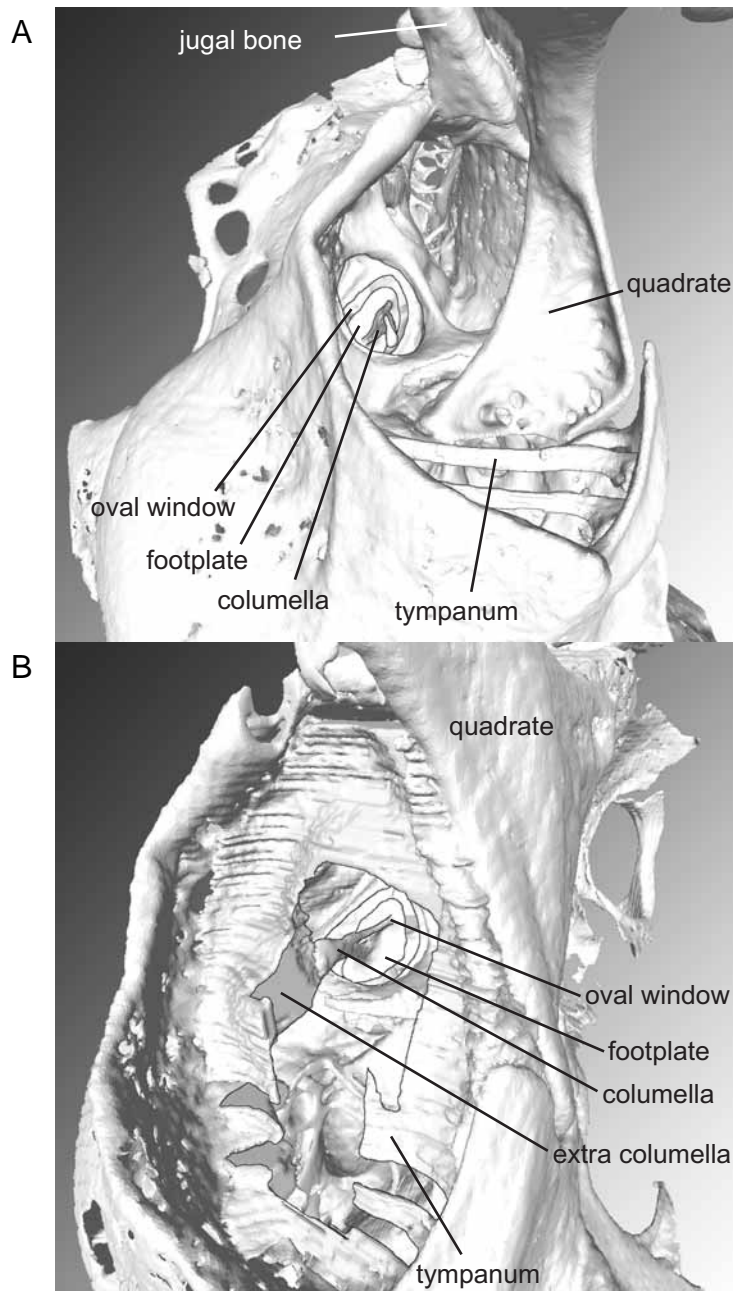 A
jugal bone
quadrate
oval window
footplate
columella
tympanum
B
quadrate
oval window
footplate
columella
extra columella
tympanum